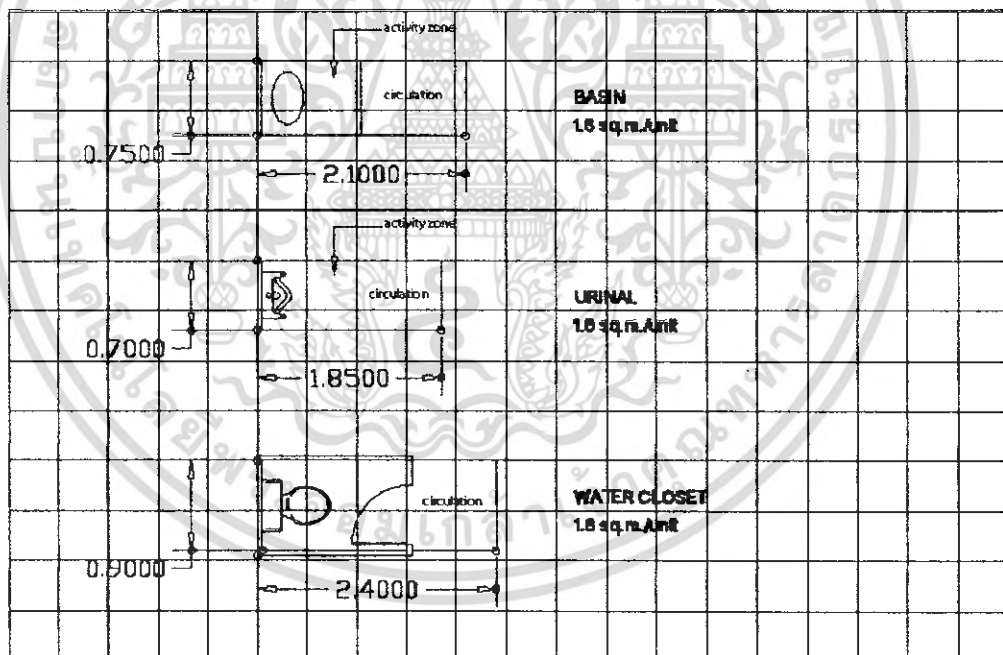 activity zone
circulation
BASIN
1.6 sq.m./unit
0.7500
2.1000
activity zone
circulation
URINAL
1.6 sq.m./unit
0.7000
1.8500
circulation
WATER CLOSET
1.6 sq.m./unit
0.9000
2.4000